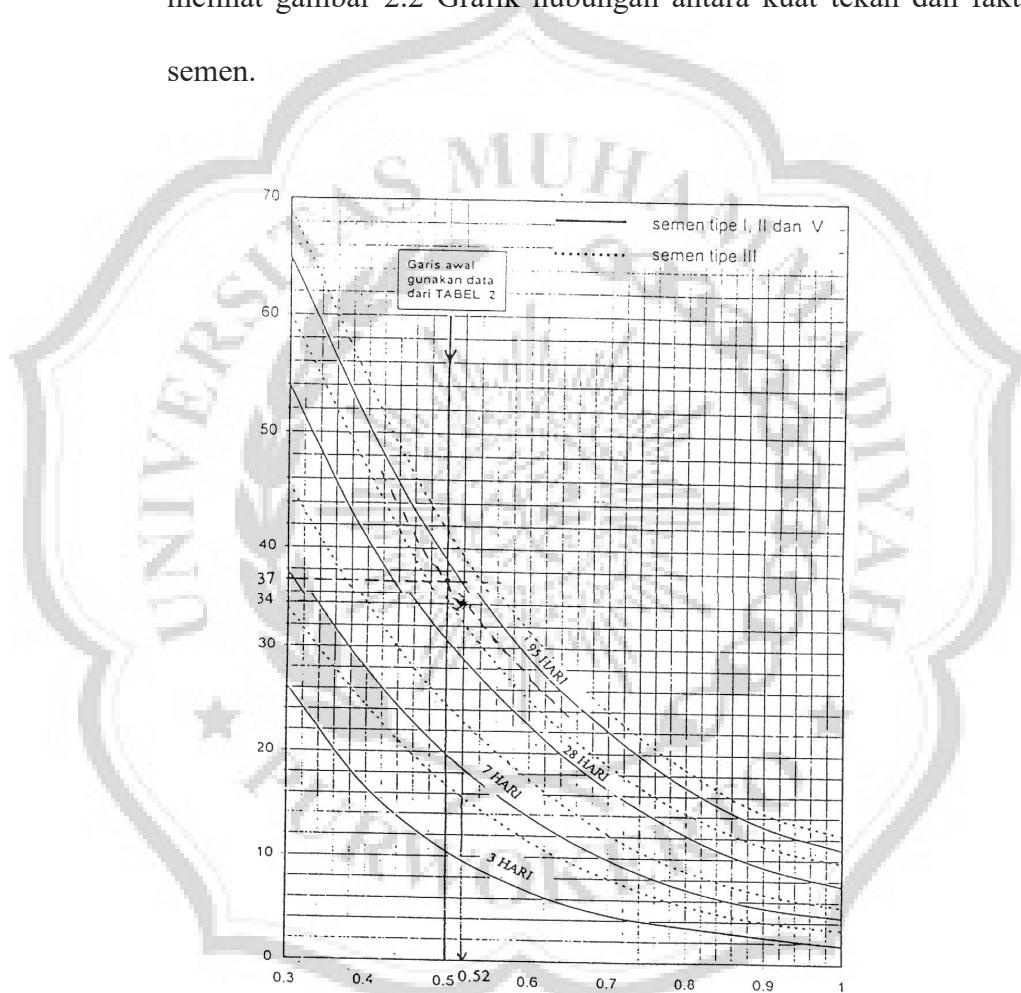 melihat gambar 2.2 Grafik hubungan antara kuat tekan dan fakt
semen.
UNIVERSITAS MUHAMMADIYAH
PURWOKERTO
70
60
50
40
37
34
30
20
10
0
semen tipe I, II dan V
semen tipe III
Garis awal
gunakan data
dari TABEL 2
95 HARI
28 HARI
7 HARI
3 HARI
0.3
0.4
0.5
0.52
0.6
0.7
0.8
0.9
1